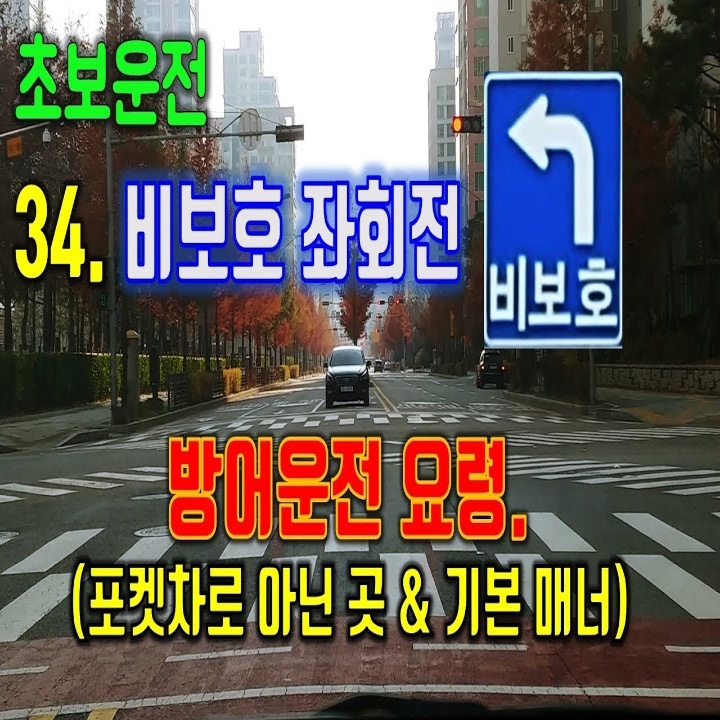 초보운전
34. 비보호 좌회전
비보호
방어운전 요령.
(포켓차로 아닌 곳 & 기본 매너)